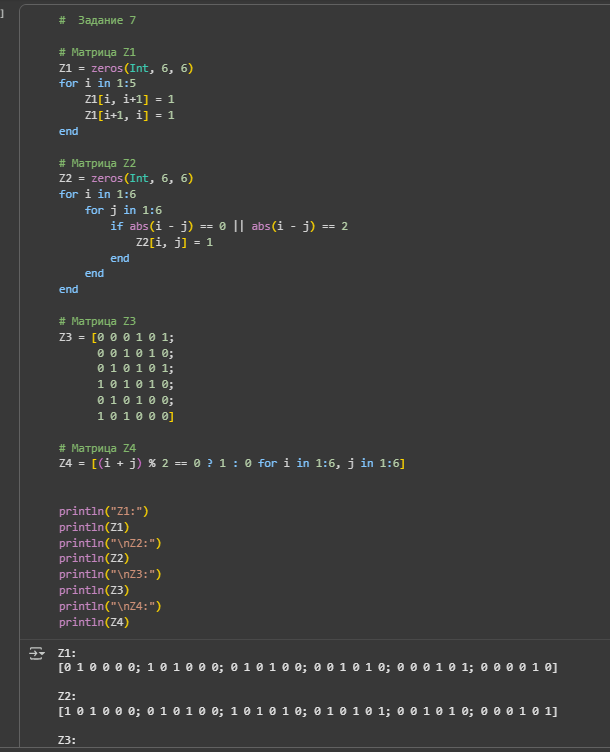 ]
#  Задание 7
# Матрица Z1
Z1 = zeros(Int, 6, 6)
for i in 1:5
    Z1[i, i+1] = 1
    Z1[i+1, i] = 1
end
# Матрица Z2
Z2 = zeros(Int, 6, 6)
for i in 1:6
    for j in 1:6
        if abs(i - j) == 0 || abs(i - j) == 2
            Z2[i, j] = 1
        end
    end
end
# Матрица Z3
Z3 = [0 0 0 1 0 1;
      0 0 1 0 1 0;
      0 1 0 1 0 1;
      1 0 1 0 1 0;
      0 1 0 1 0 0;
      1 0 1 0 0 0]
# Матрица Z4
Z4 = [(i + j) % 2 == 0 ? 1 : 0 for i in 1:6, j in 1:6]
println("Z1:")
println(Z1)
println("\nZ2:")
println(Z2)
println("\nZ3:")
println(Z3)
println("\nZ4:")
println(Z4)
Z1:
[0 1 0 0 0 0; 1 0 1 0 0 0; 0 1 0 1 0 0; 0 0 1 0 1 0; 0 0 0 1 0 1; 0 0 0 0 1 0]
Z2:
[1 0 1 0 0 0; 0 1 0 1 0 0; 1 0 1 0 1 0; 0 1 0 1 0 1; 0 0 1 0 1 0; 0 0 0 1 0 1]
Z3: